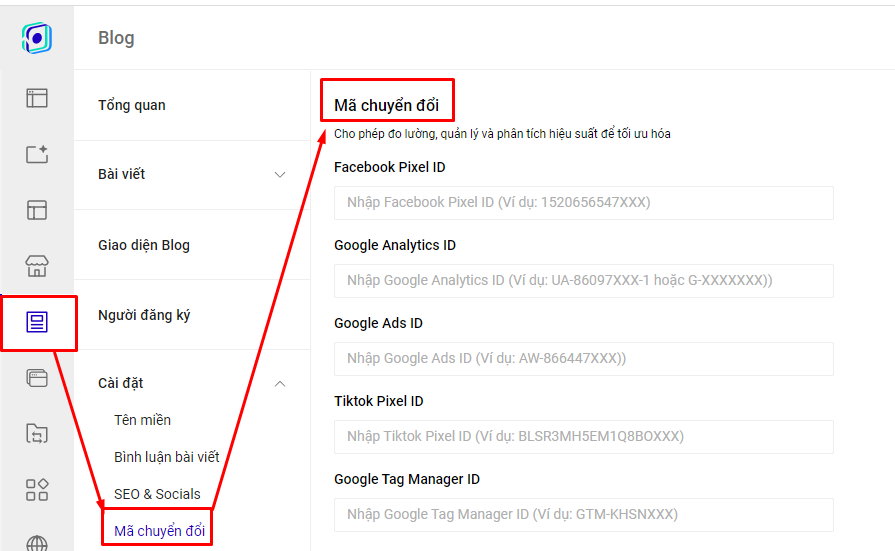 Blog
Tổng quan
Bài viết
Giao diện Blog
Người đăng ký
Cài đặt
Tên miền
Bình luận bài viết
SEO & Socials
Mã chuyển đổi
Mã chuyển đổi
Cho phép đo lường, quản lý và phân tích hiệu suất để tối ưu hóa
Facebook Pixel ID
Nhập Facebook Pixel ID (Ví dụ: 1520656547XXX)
Google Analytics ID
Nhập Google Analytics ID (Ví dụ: UA-86097XXX-1 hoặc G-XXXXXXX))
Google Ads ID
Nhập Google Ads ID (Ví dụ: AW-866447XXX))
Tiktok Pixel ID
Nhập Tiktok Pixel ID (Ví dụ: BLSR3MH5EM1Q8BOXXX)
Google Tag Manager ID
Nhập Google Tag Manager ID (Ví dụ: GTM-KHSNXXX)